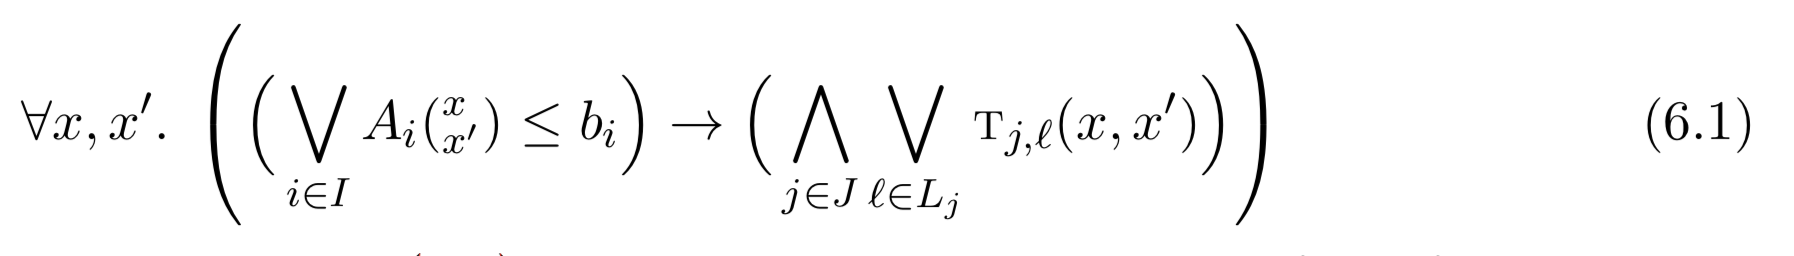 ∀x, x′. ( ( ⋁_{i∈I} A_i(x x′) ≤ b_i ) → ( ⋀_{j∈J} ⋁_{ℓ∈L_j} T_{j,ℓ}(x, x′) ) ) (6.1)